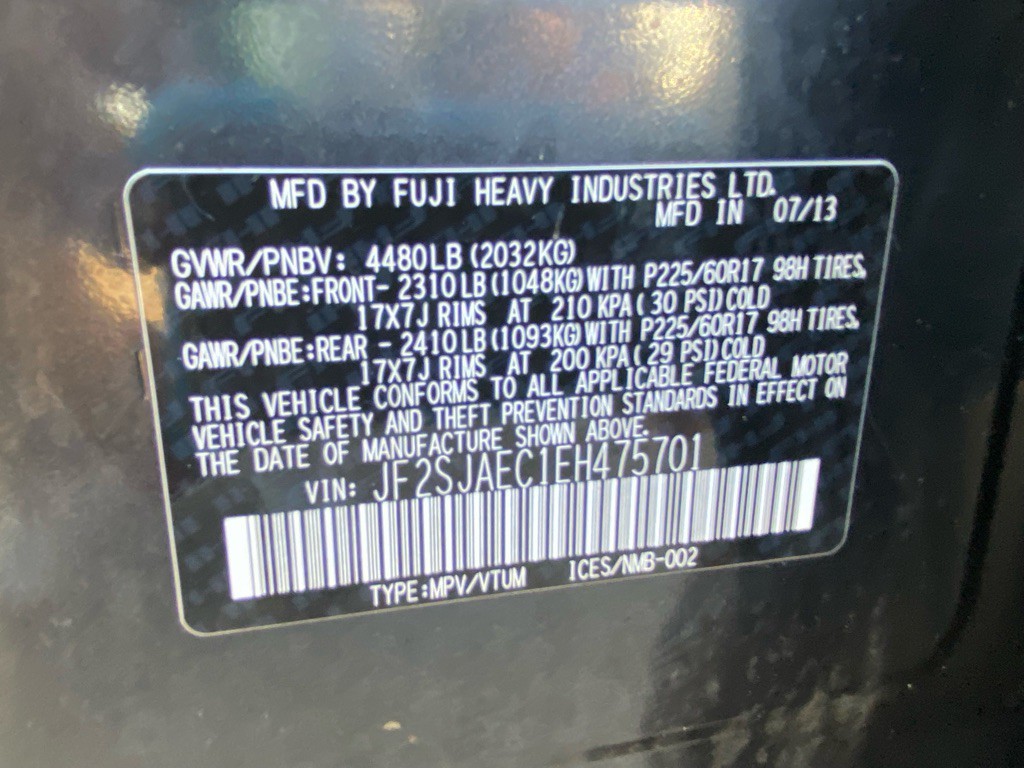 MFD BY FUJI HEAVY INDUSTRIES LTD.
MFD IN 07/13
GVWR/PNBV: 4480LB (2032KG)
GAWR/PNBE:FRONT- 2310LB (1048KG) WITH P225/60R17 98H TIRES,
17X7J RIMS AT 210 KPA (30 PSI) COLD
GAWR/PNBE:REAR - 2410LB (1093KG) WITH P225/60R17 98H TIRES,
17X7J RIMS AT 200 KPA (29 PSI) COLD
THIS VEHICLE CONFORMS TO ALL APPLICABLE FEDERAL MOTOR
VEHICLE SAFETY AND THEFT PREVENTION STANDARDS IN EFFECT ON
THE DATE OF MANUFACTURE SHOWN ABOVE.
VIN: JF2SJAEC1EH475701
TYPE:MPV/VTUM ICES/NMB-002